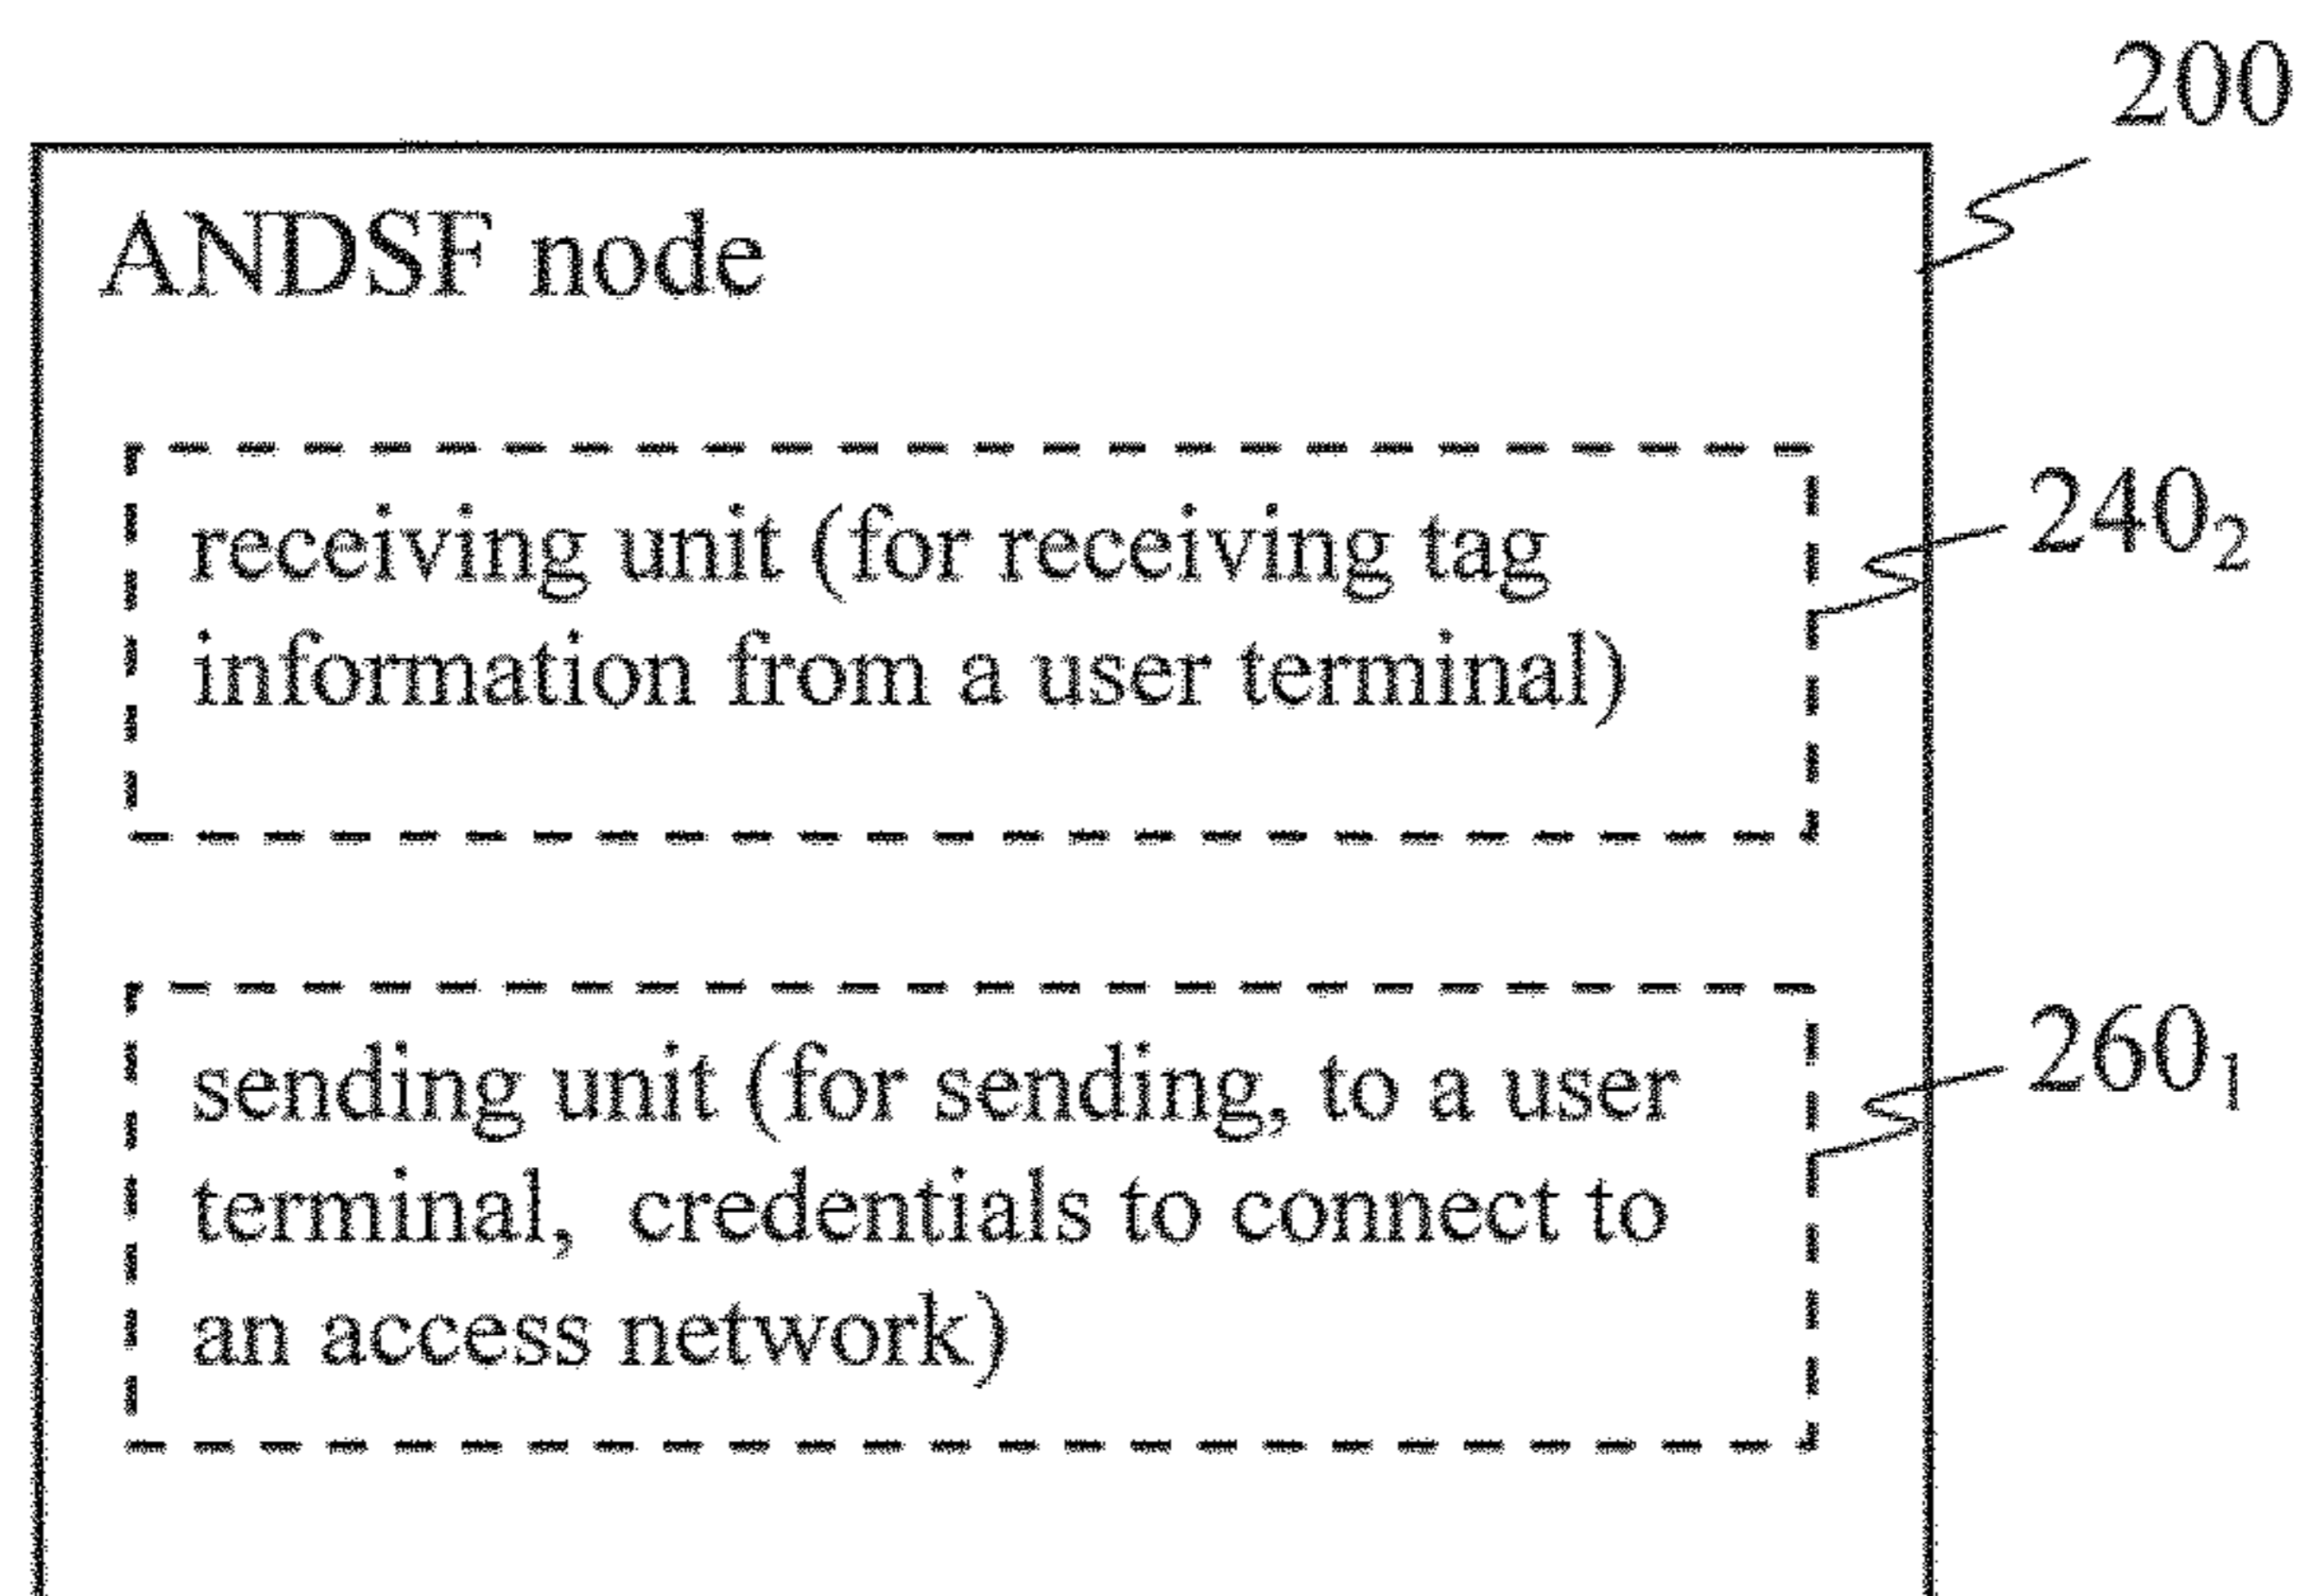 200
ANDSF node
receiving unit (for receiving tag
information from a user terminal)
240₂
sending unit (for sending, to a user
terminal, credentials to connect to
an access network)
260₁